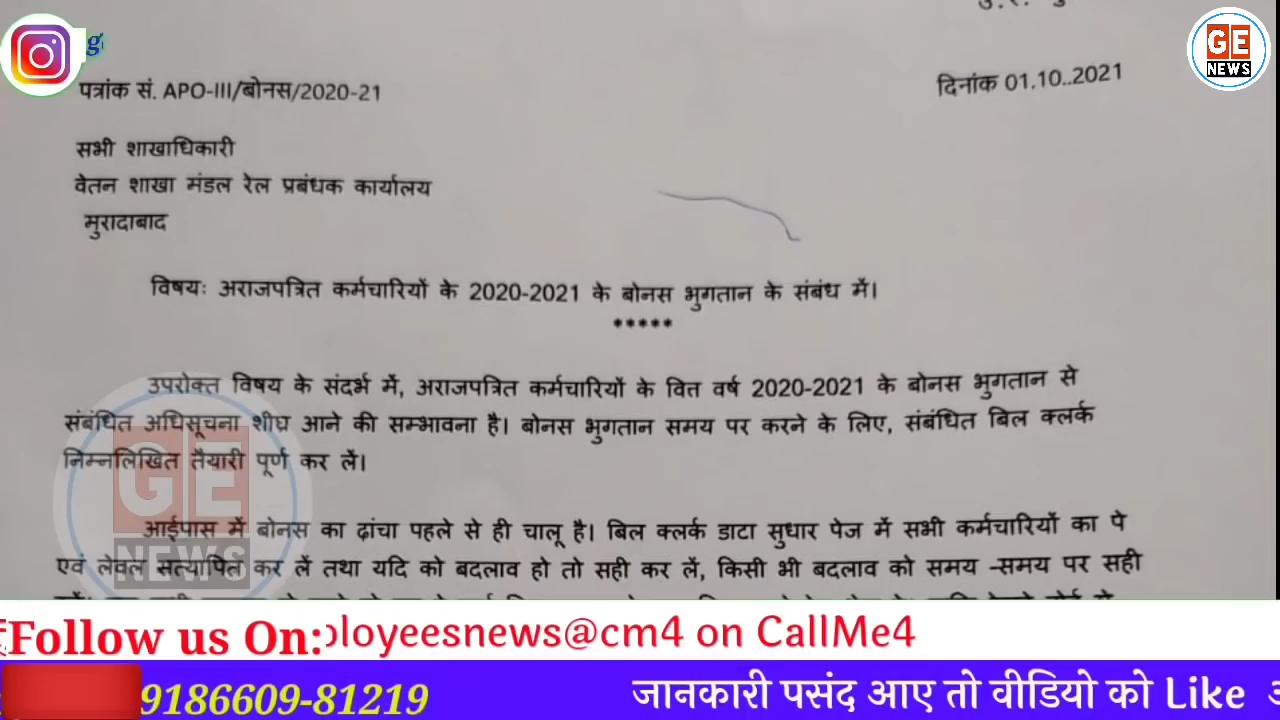 GE
NEWS
पत्रांक सं. APO-III/बोनस/2020-21
दिनांक 01.10..2021
सभी शाखाधिकारी
वेतन शाखा मंडल रेल प्रबंधक कार्यालय
मुरादाबाद
विषयः अराजपत्रित कर्मचारियों के 2020-2021 के बोनस भुगतान के संबंध में।
*****
उपरोक्त विषय के संदर्भ में, अराजपत्रित कर्मचारियों के वित्त वर्ष 2020-2021 के बोनस भुगतान से
संबंधित अधिसूचना शीघ्र आने की सम्भावना है। बोनस भुगतान समय पर करने के लिए, संबंधित बिल क्लर्क
निम्नलिखित तैयारी पूर्ण कर लें।
आईपास में बोनस का ढ़ांचा पहले से ही चालू है। बिल क्लर्क डाटा सुधार पेज में सभी कर्मचारियों का पे
एवं लेवल सत्यापित कर लें तथा यदि को बदलाव हो तो सही कर लें, किसी भी बदलाव को समय -समय पर सही
GE
NEWS
Follow us On: loyeesnews@cm4 on CallMe4
9186609-81219 जानकारी पसंद आए तो वीडियो को Like